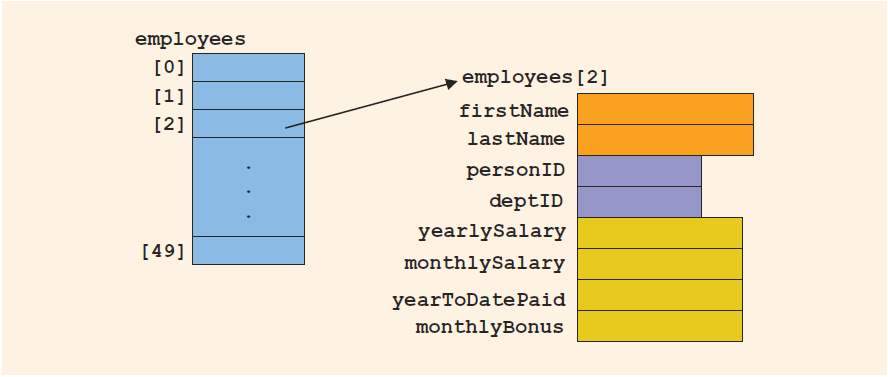 employees
[0]
[1]
[2]
.
.
.
[49]
employees[2]
firstName
lastName
personID
deptID
yearlySalary
monthlySalary
yearToDatePaid
monthlyBonus